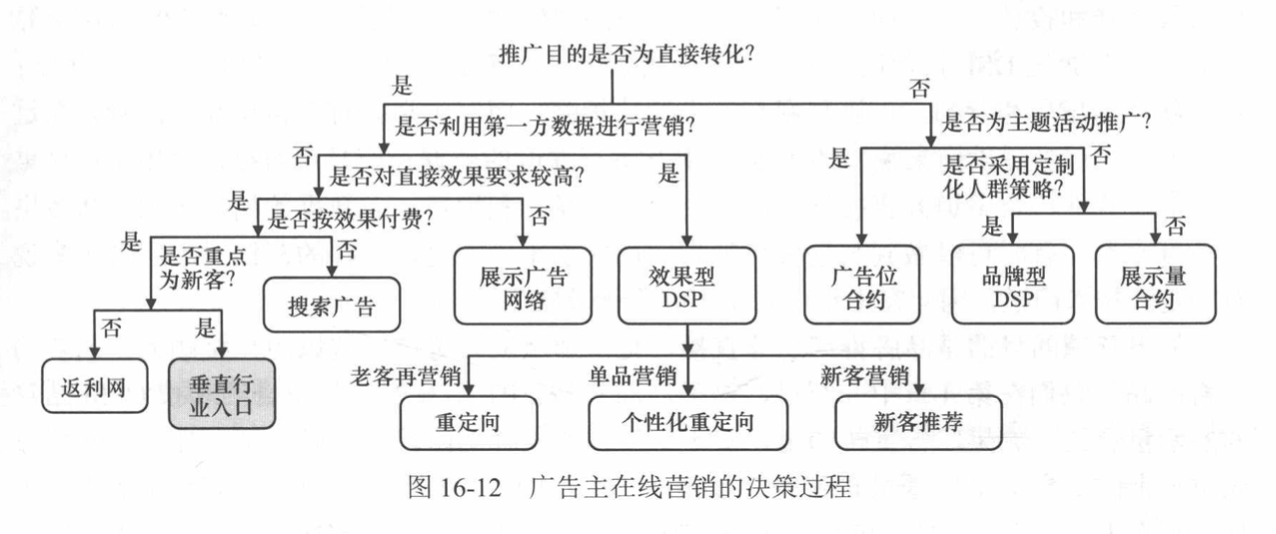 推广目的是否为直接转化?
是
否
是否利用第一方数据进行营销?
是否为主题活动推广?
否
是
是
否
是否对直接效果要求较高?
是否采用定制
化人群策略?
是
否
是否按效果付费?
是
否
是
否
是否重点
为新客?
搜索广告
展示广告
网络
效果型
DSP
广告位
合约
品牌型
DSP
展示量
合约
否
是
返利网
垂直行
业入口
老客再营销
单品营销
新客营销
重定向
个性化重定向
新客推荐
图 16-12 广告主在线营销的决策过程